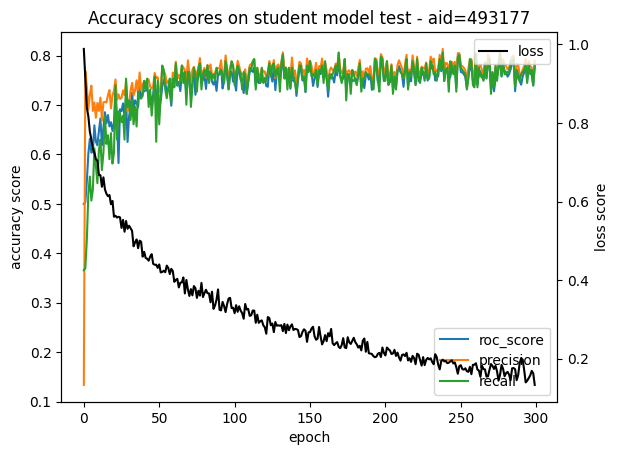 Accuracy scores on student model test - aid=493177
accuracy score
0.8
0.7
0.6
0.5
0.4
0.3
0.2
0.1
loss
1.0
0.8
0.6
0.4
0.2
loss score
roc_score
precision
recall
0
50
100
150
200
250
300
epoch